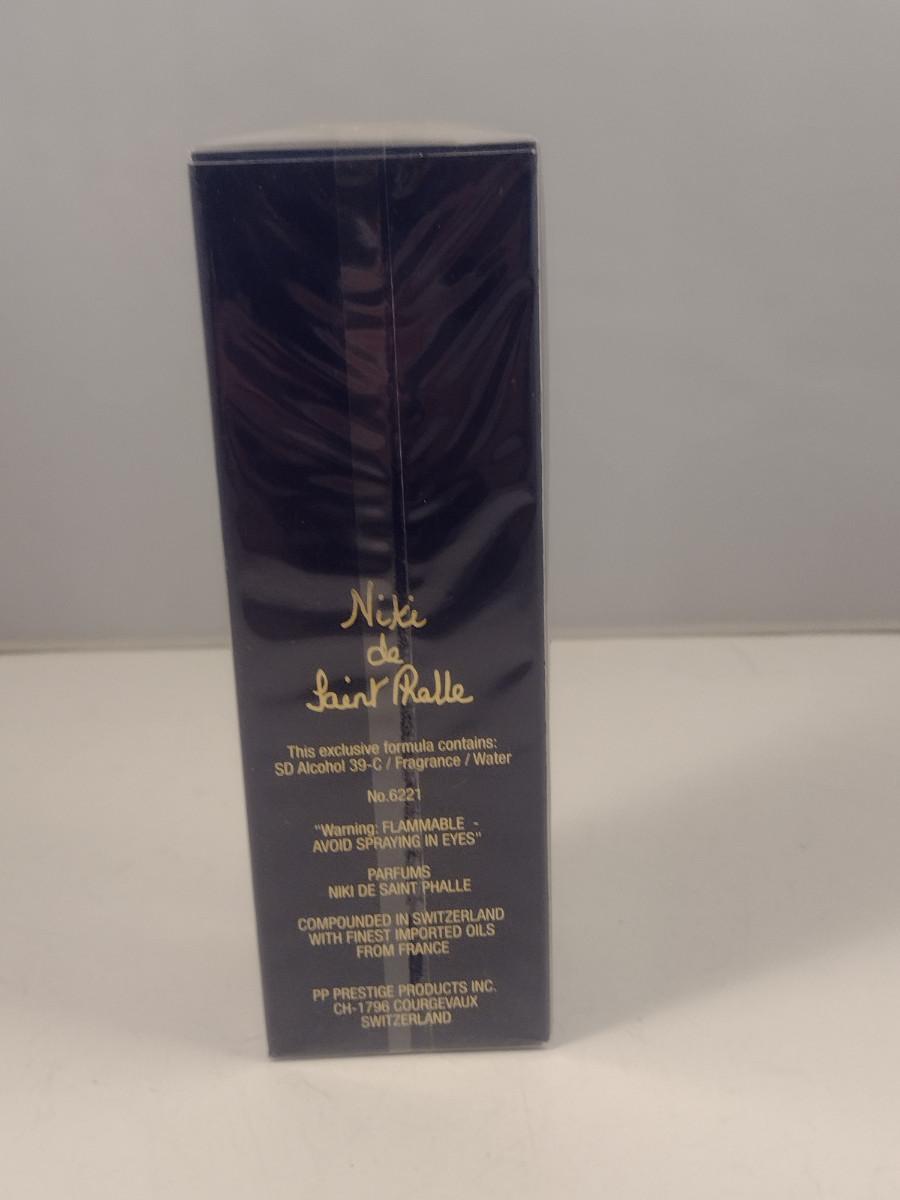 Niki
de
Saint Phalle
This exclusive formula contains:
SD Alcohol 39-C / Fragrance / Water
No.6221
"Warning: FLAMMABLE -
AVOID SPRAYING IN EYES"
PARFUMS
NIKI DE SAINT PHALLE
COMPOUNDED IN SWITZERLAND
WITH FINEST IMPORTED OILS
FROM FRANCE
PP PRESTIGE PRODUCTS INC.
CH-1796 COURGEVAUX
SWITZERLAND